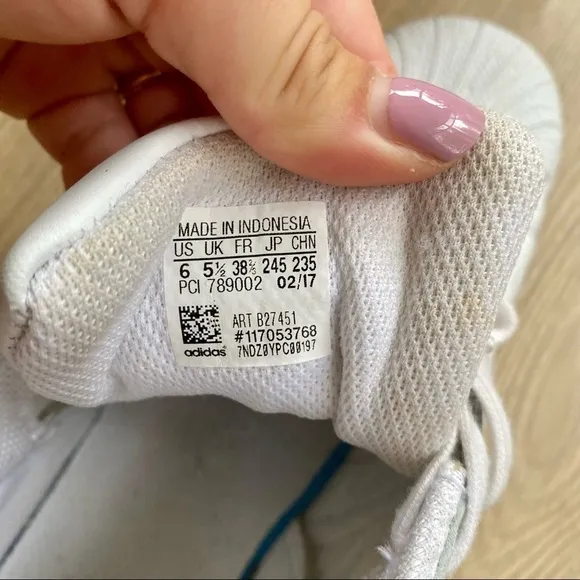 MADE IN INDONESIA
US UK FR JP CHN
6 5½ 38⅔ 245 235
PCI 789002 02/17
ART B27451
#117053768
adidas® 7NDZ0YPC00197